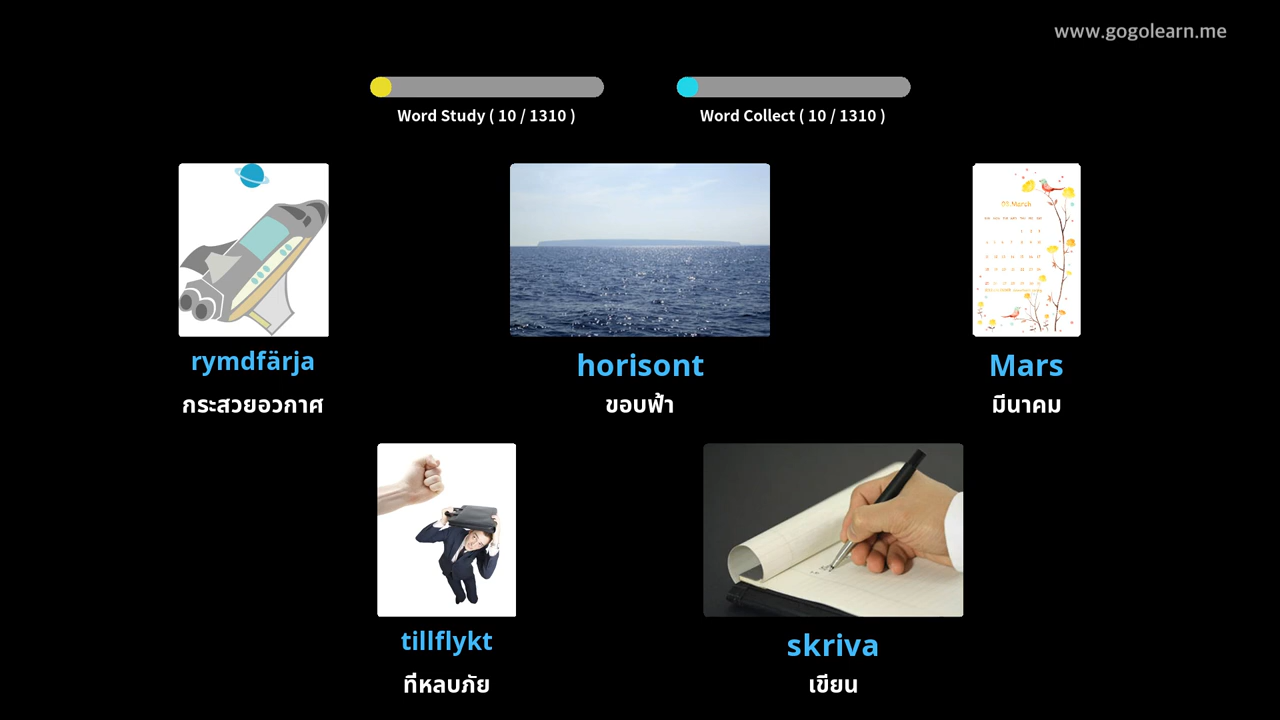 www.gogolearn.me
Word Study ( 10 / 1310 )
Word Collect ( 10 / 1310 )
03 March
rymdfärja
กระสวยอวกาศ
horisont
ขอบฟ้า
Mars
มีนาคม
tillflykt
ที่หลบภัย
skriva
เขียน